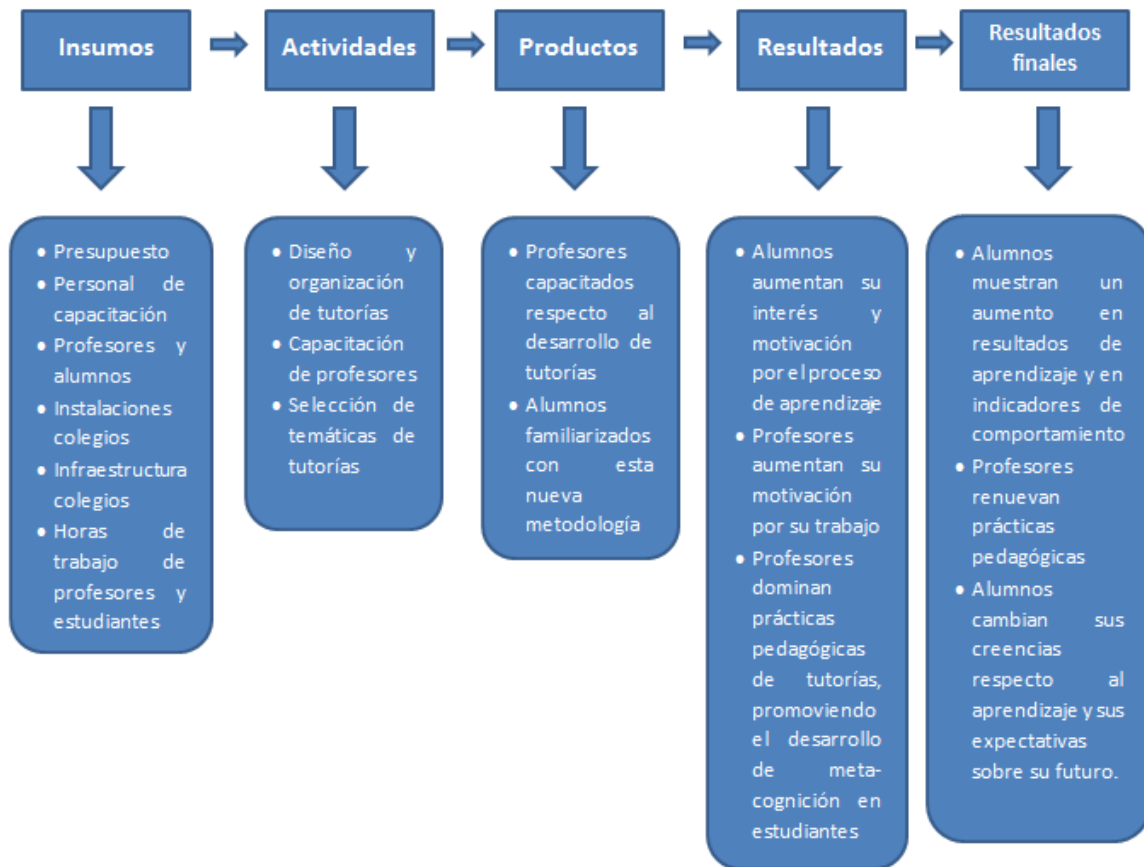 Insumos
Actividades
Productos
Resultados
Resultados
finales
• Presupuesto
• Personal de
capacitación
• Profesores y
alumnos
• Instalaciones
colegios
• Infraestructura
colegios
• Horas de
trabajo de
profesores y
estudiantes
• Diseño y
organización
de tutorías
• Capacitación
de profesores
• Selección de
temáticas de
tutorías
• Profesores
capacitados
respecto al
desarrollo de
tutorías
• Alumnos
familiarizados
con esta
nueva
metodología
• Alumnos
aumentan su
interés y
motivación
por el proceso
de aprendizaje
• Profesores
aumentan su
motivación
por su trabajo
• Profesores
dominan
prácticas
pedagógicas
de tutorías,
promoviendo
el desarrollo
de meta-
cognición en
estudiantes
• Alumnos
muestran un
aumento en
resultados de
aprendizaje y en
indicadores de
comportamiento
• Profesores
renuevan
prácticas
pedagógicas
• Alumnos
cambian sus
creencias
respecto al
aprendizaje y sus
expectativas
sobre su futuro.